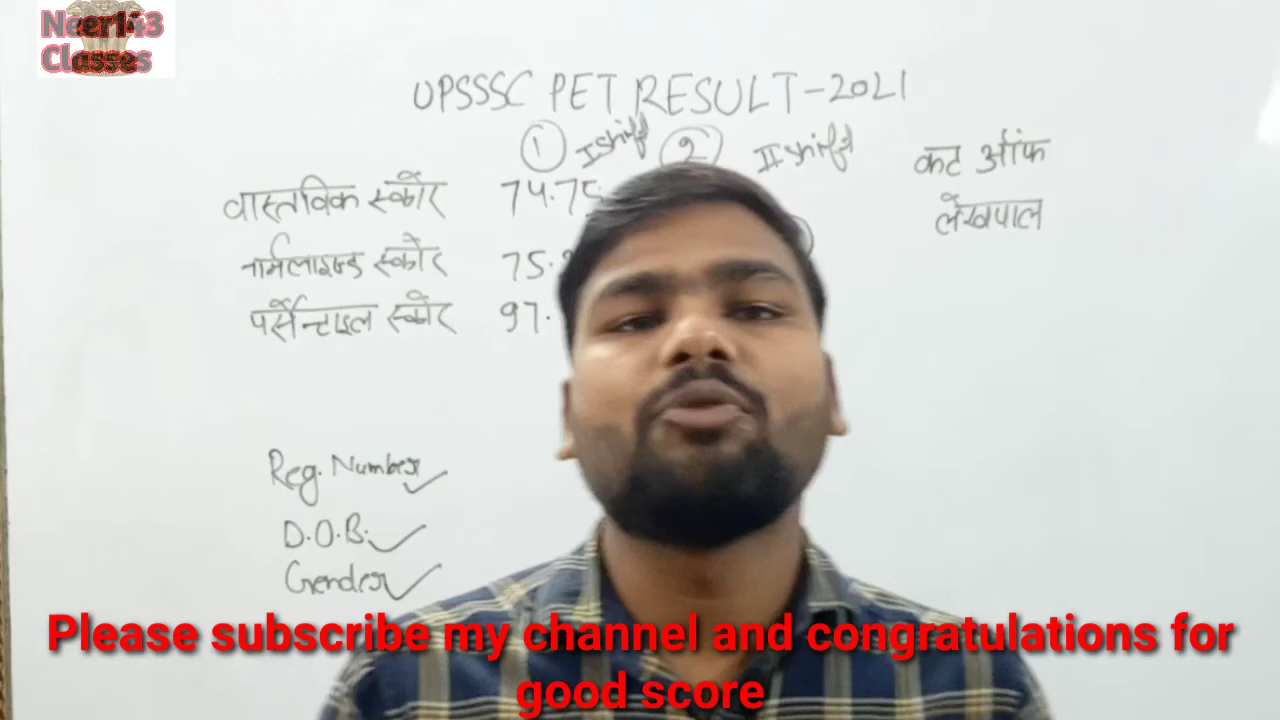 Neer143
Classes
UPSSSC PET RESULT-2021
① I shift ② II shift
वास्तविक स्कोर 74.75
नार्मलाइज्ड स्कोर 75.
पर्सेन्टाइल स्कोर 97.
कट ऑफ
लेखपाल
Reg. Number ✓
D.O.B. ✓
Gender ✓
Please subscribe my channel and congratulations for
good score